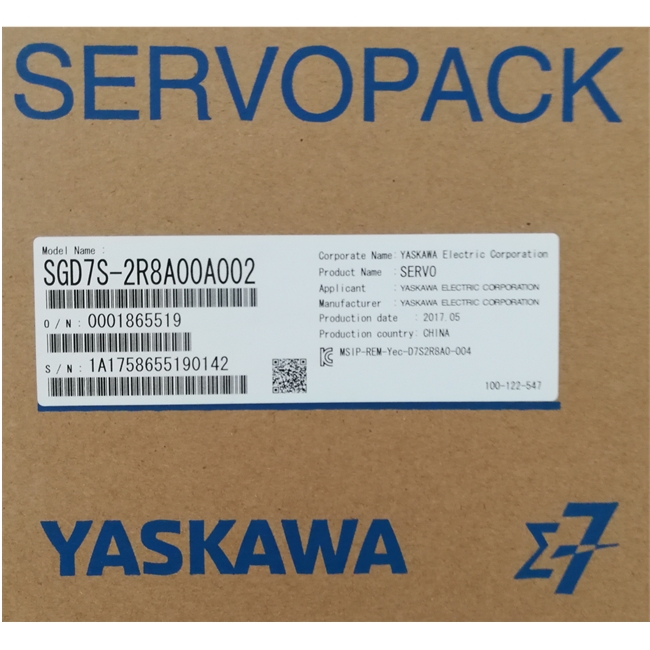 SERVOPACK
Model Name :
SGD7S-2R8A00A002
O/N: 0001865519
S/N: 1A1758655190142
Corporate Name: YASKAWA Electric Corporation
Product Name : SERVO
Applicant : YASKAWA ELECTRIC CORPORATION
Manufacturer : YASKAWA ELECTRIC CORPORATION
Production date : 2017.05
Production country: CHINA
MSIP-REM-Yec-D7S2R8A0-004
100-122-547
YASKAWA
Σ-7